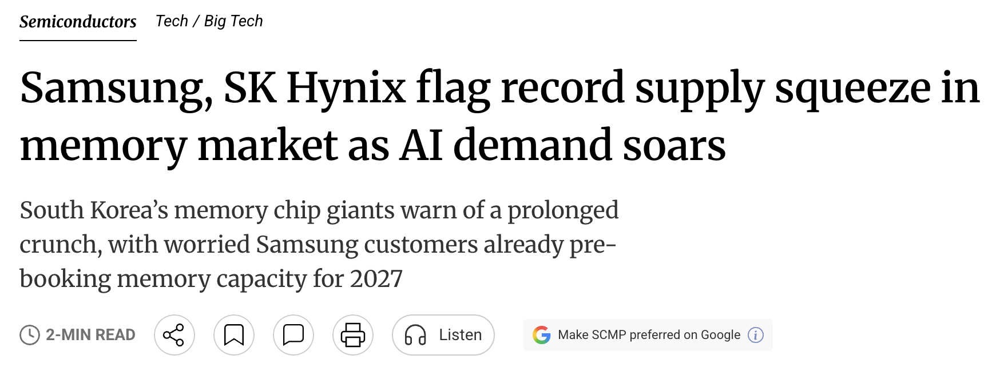 Semiconductors Tech / Big Tech
Samsung, SK Hynix flag record supply squeeze in
memory market as AI demand soars
South Korea’s memory chip giants warn of a prolonged
crunch, with worried Samsung customers already pre-
booking memory capacity for 2027
2-MIN READ Listen Make SCMP preferred on Google i